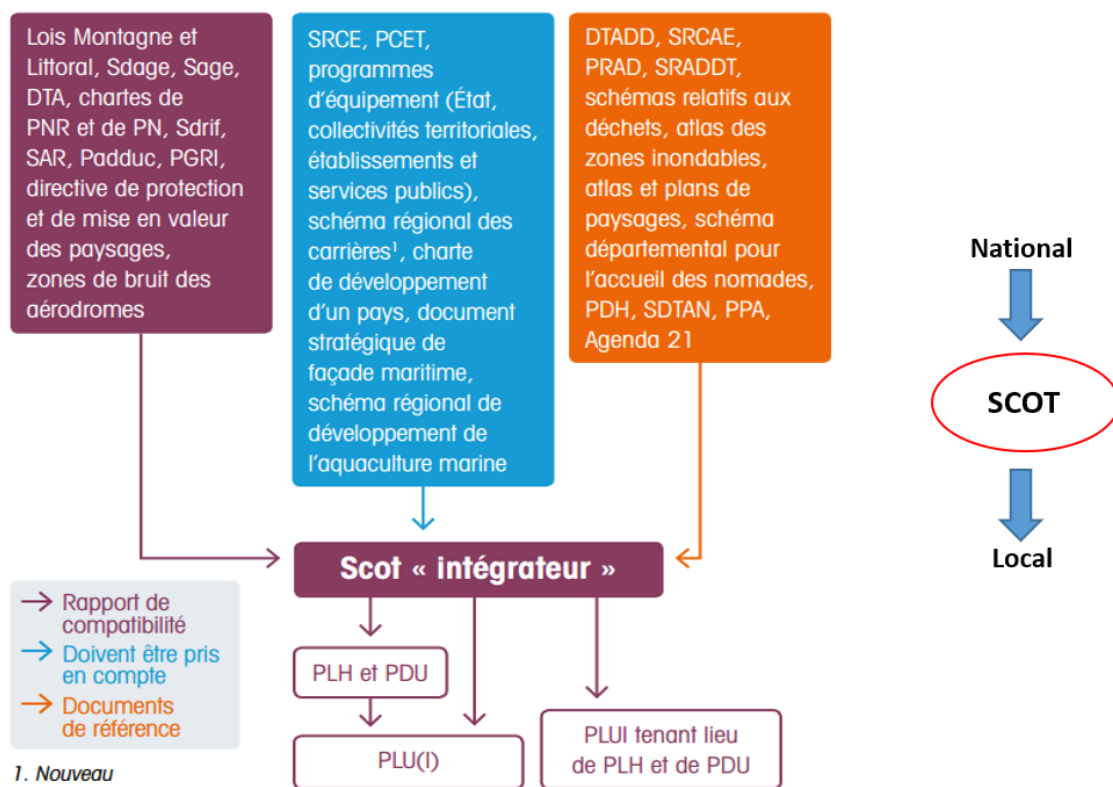 Lois Montagne et
Littoral, Sdage, Sage,
DTA, chartes de
PNR et de PN, Sdrif,
SAR, Padduc, PGRI,
directive de protection
et de mise en valeur
des paysages,
zones de bruit des
aérodromes
SRCE, PCET,
programmes
d'équipement (État,
collectivités territoriales,
établissements et
services publics),
schéma régional des
carrières¹, charte
de développement
d'un pays, document
stratégique de
façade maritime,
schéma régional de
développement de
l'aquaculture marine
DTADD, SRCAE,
PRAD, SRADDT,
schémas relatifs aux
déchets, atlas des
zones inondables,
atlas et plans de
paysages, schéma
départemental pour
l'accueil des nomades,
PDH, SDTAN, PPA,
Agenda 21
National
SCOT
Local
Scot « intégrateur »
Rapport de
compatibilité
Doivent être pris
en compte
Documents
de référence
1. Nouveau
PLH et PDU
PLU(I)
PLUI tenant lieu
de PLH et de PDU